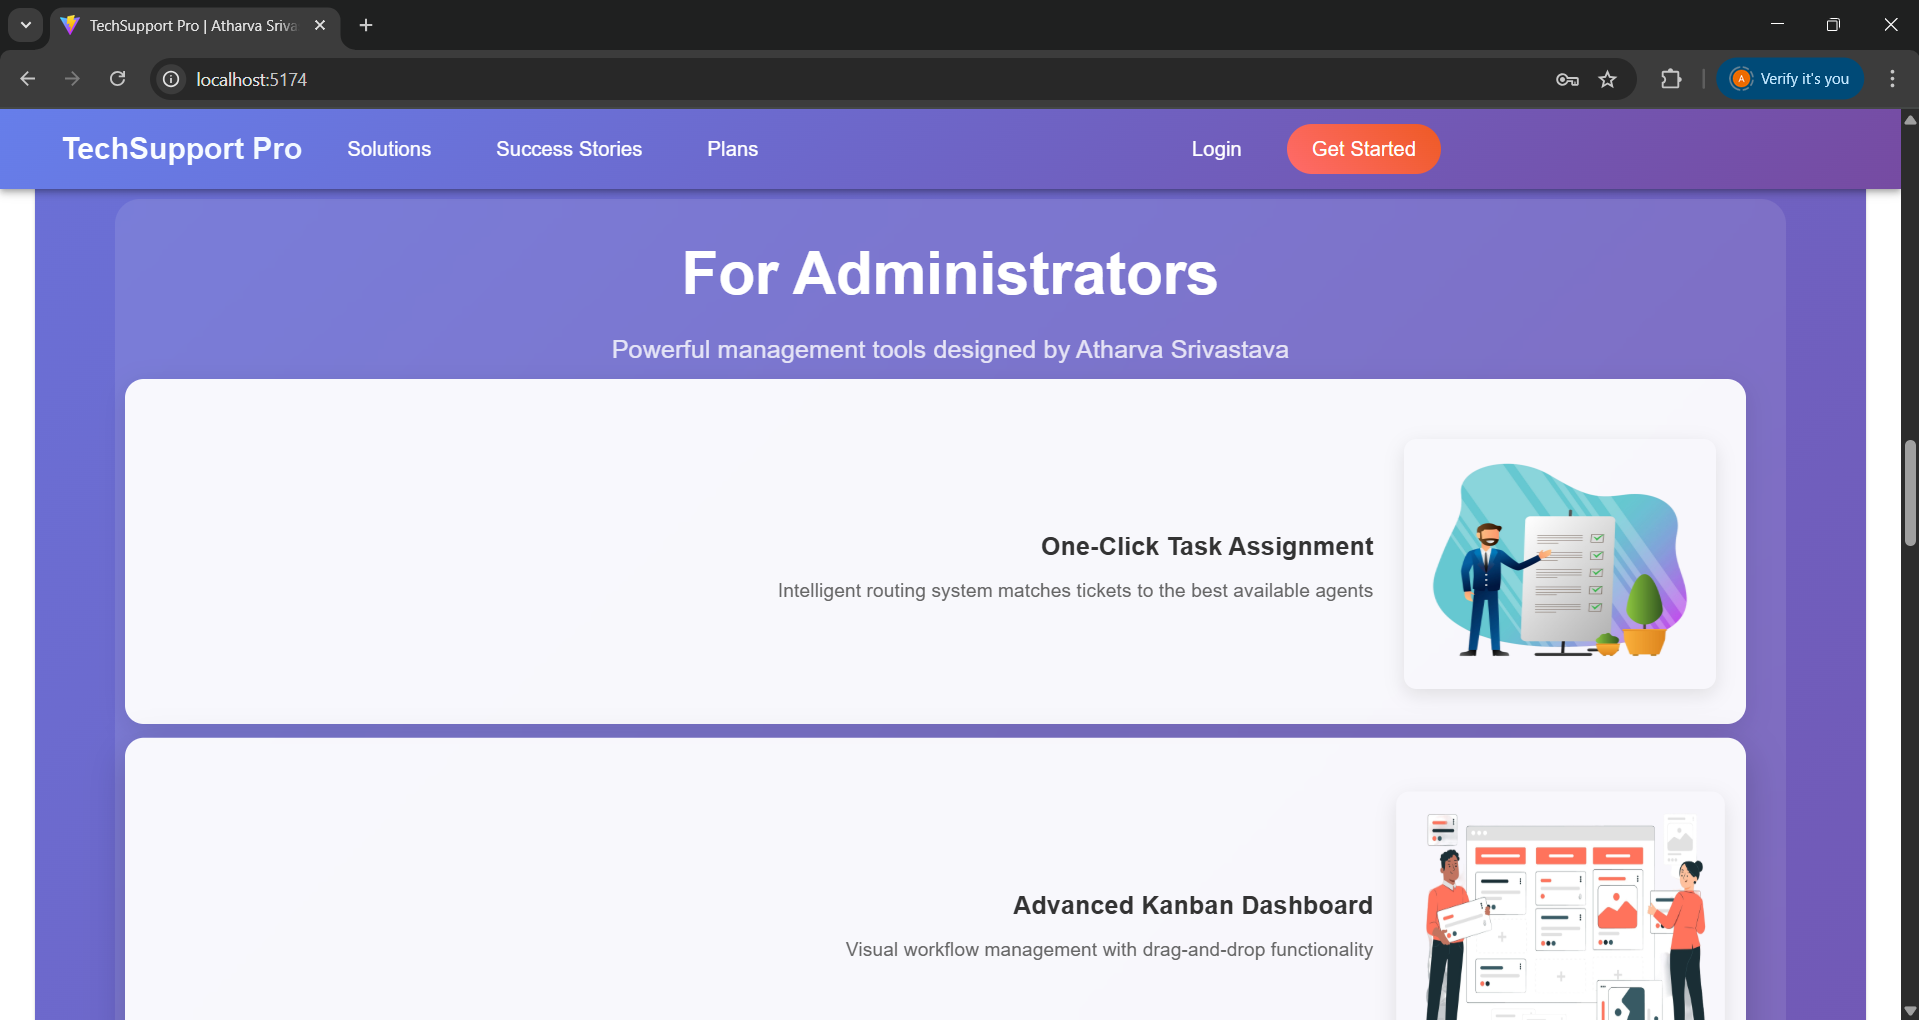 TechSupport Pro | Atharva Sriva
localhost:5174
A
Verify it's you
TechSupport Pro
Solutions
Success Stories
Plans
Login
Get Started
For Administrators
Powerful management tools designed by Atharva Srivastava
One-Click Task Assignment
Intelligent routing system matches tickets to the best available agents
Advanced Kanban Dashboard
Visual workflow management with drag-and-drop functionality